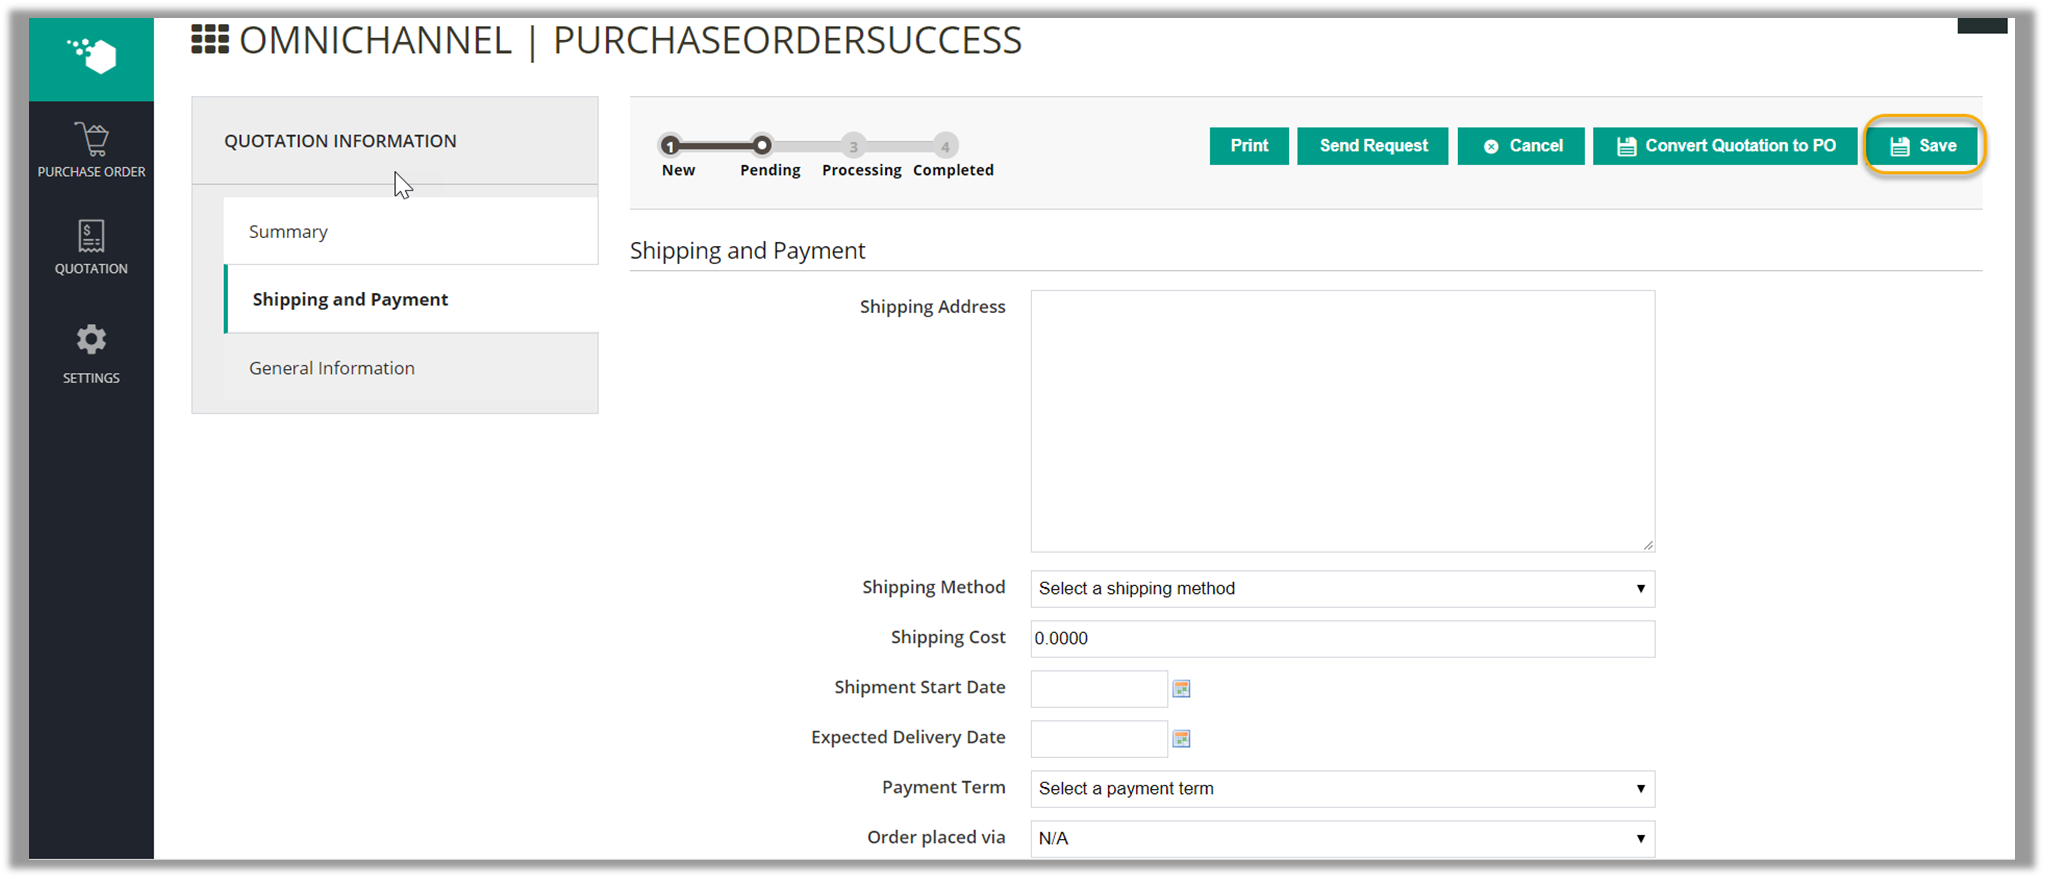 OMNICHANNEL | PURCHASEORDERSUCCESS
PURCHASE ORDER
QUOTATION
SETTINGS
QUOTATION INFORMATION
Summary
Shipping and Payment
General Information
1 3 4
New Pending Processing Completed
Print Send Request Cancel Convert Quotation to PO Save
Shipping and Payment
Shipping Address
Shipping Method Select a shipping method
Shipping Cost 0.0000
Shipment Start Date
Expected Delivery Date
Payment Term Select a payment term
Order placed via N/A